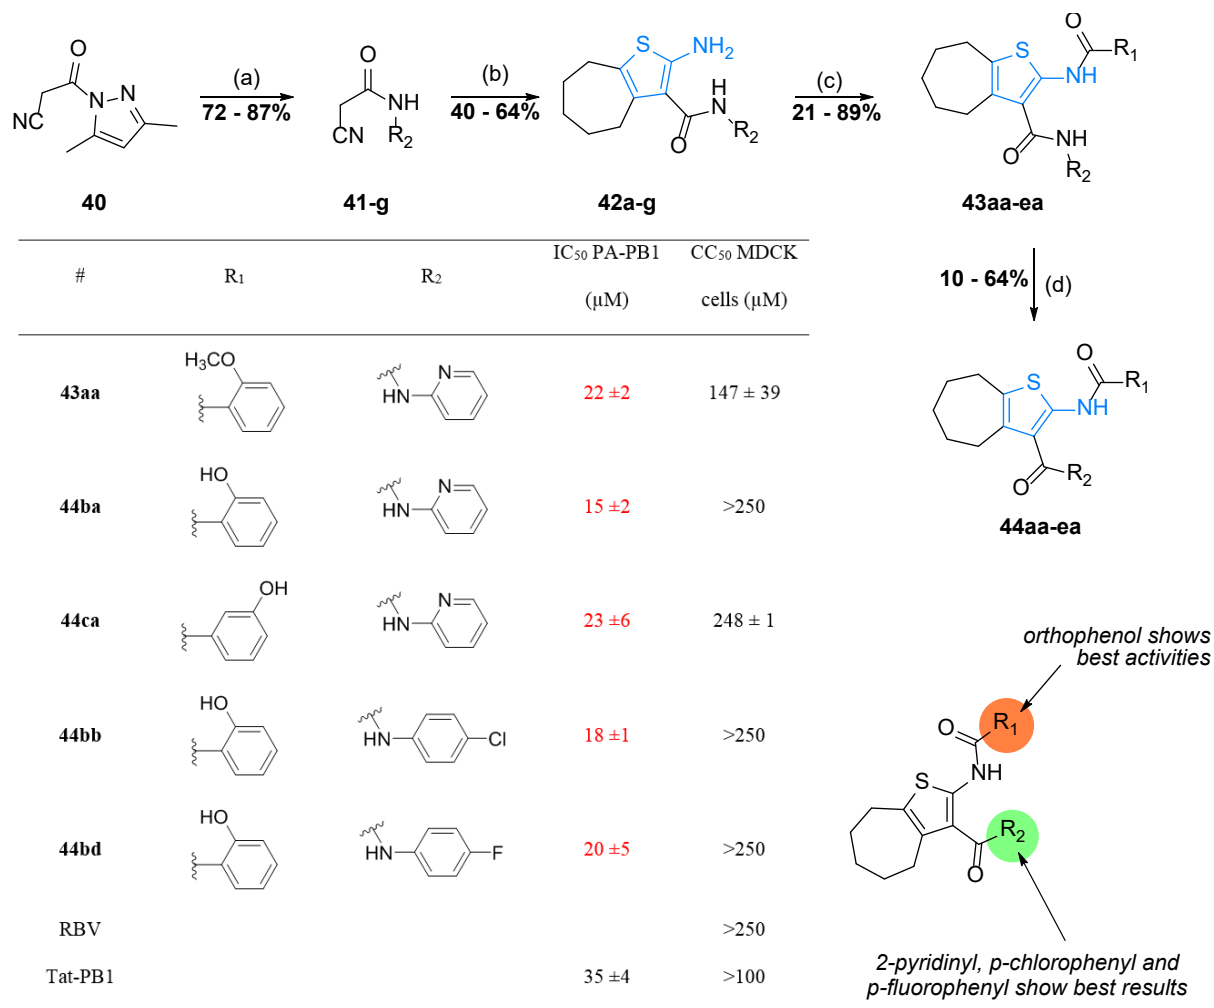 O
N
N
NC
(a)
72 - 87%
O
NH
CN
R2
(b)
40 - 64%
S
NH2
H
N
R2
O
(c)
21 - 89%
O
S
R1
NH
O
NH
R2
40
41-g
42a-g
43aa-ea
10 - 64%
(d)
O
S
R1
NH
O
R2
44aa-ea
# R1 R2 IC50 PA-PB1 (µM) CC50 MDCK cells (µM)
43aa H3CO HN N 22 ±2 147 ± 39
44ba HO HN N 15 ±2 >250
44ca OH HN N 23 ±6 248 ± 1
44bb HO HN Cl 18 ±1 >250
44bd HO HN F 20 ±5 >250
RBV >250
Tat-PB1 35 ±4 >100
orthophenol shows
best activities
O
R1
NH
S
R2
O
2-pyridinyl, p-chlorophenyl and
p-fluorophenyl show best results